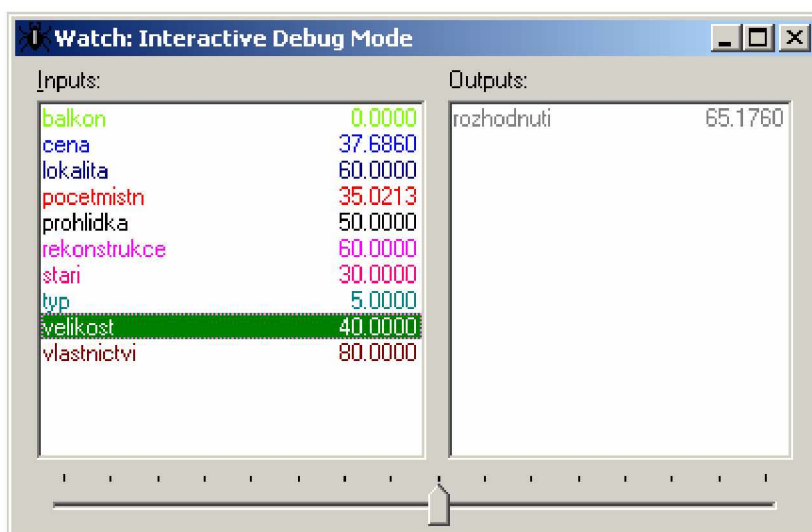 Watch: Interactive Debug Mode
Inputs: Outputs:
balkon 0.0000 rozhodnuti 65.1760
cena 37.6860
lokalita 60.0000
pocetmistn 35.0213
prohlidka 50.0000
rekonstrukce 60.0000
stari 30.0000
typ 5.0000
velikost 40.0000
vlastnictvi 80.0000